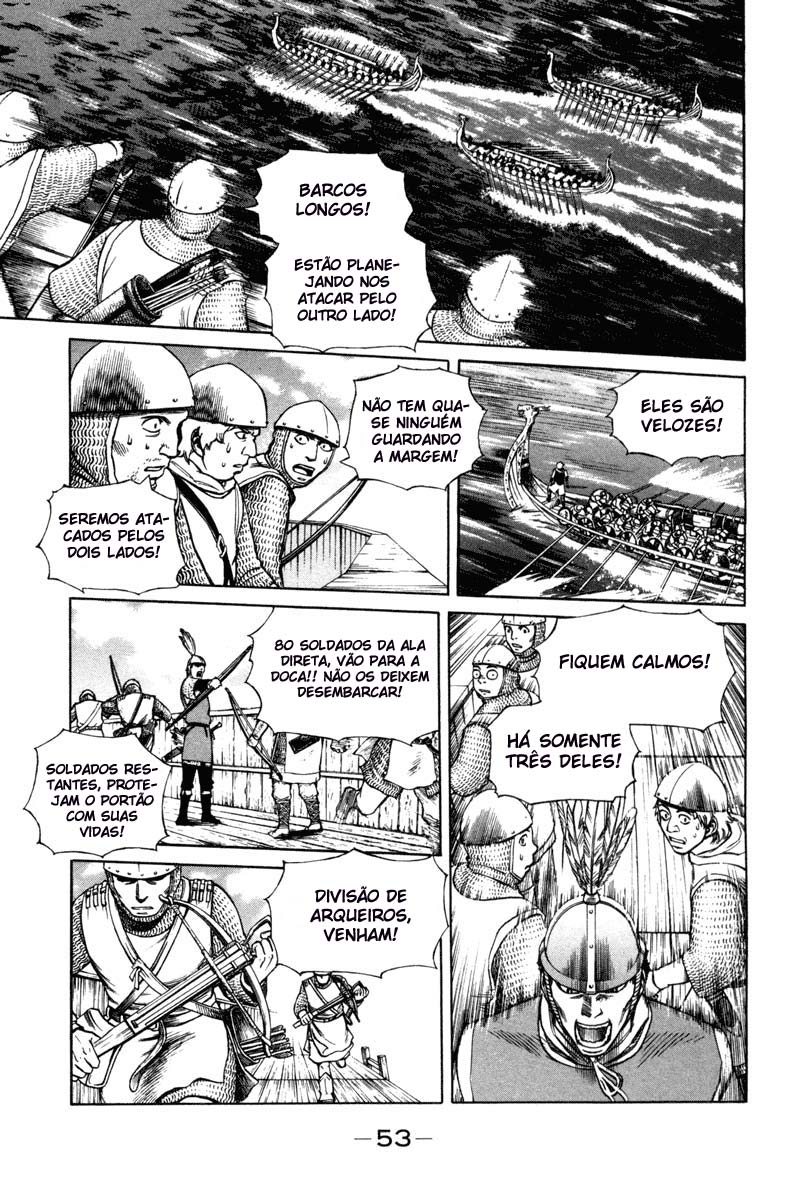 BARCOS
LONGOS!
ESTÃO PLANE-
JANDO NOS
ATACAR PELO
OUTRO LADO!
ELES SÃO
VELOZES!
NÃO TEM QUA-
SE NINGUÉM
GUARDANDO
A MARGEM!
SEREMOS ATA-
CADOS PELOS
DOIS LADOS!
FIQUEM CALMOS!
HÁ SOMENTE
TRÊS DELES!
80 SOLDADOS DA ALA
DIRETA, VÃO PARA A
DOCA!! NÃO OS DEIXEM
DESEMBARCAR!
SOLDADOS RES-
TANTES, PROTE-
JAM O PORTÃO
COM SUAS
VIDAS!
DIVISÃO DE
ARQUEIROS,
VENHAM!
—53—